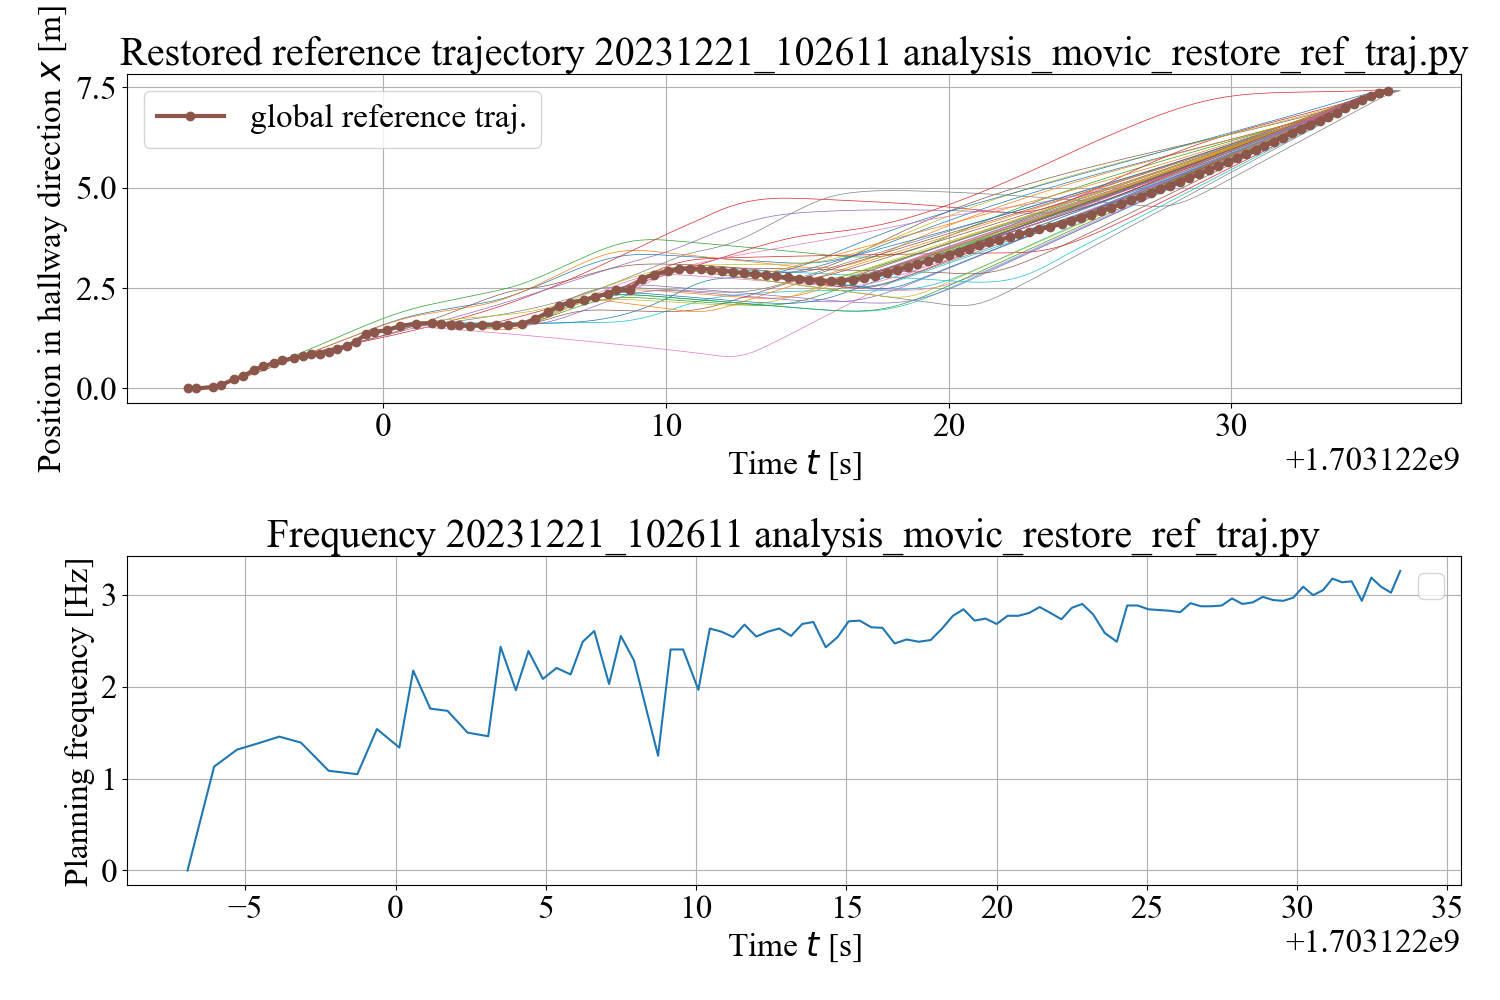 Restored reference trajectory 20231221_102611 analysis_movic_restore_ref_traj.py
Position in hallway direction x [m]
7.5
5.0
2.5
0.0
global reference traj.
0 10 20 30
Time t [s]
+1.703122e9
Frequency 20231221_102611 analysis_movic_restore_ref_traj.py
Planning frequency [Hz]
3
2
1
0
−5 0 5 10 15 20 25 30 35
Time t [s]
+1.703122e9